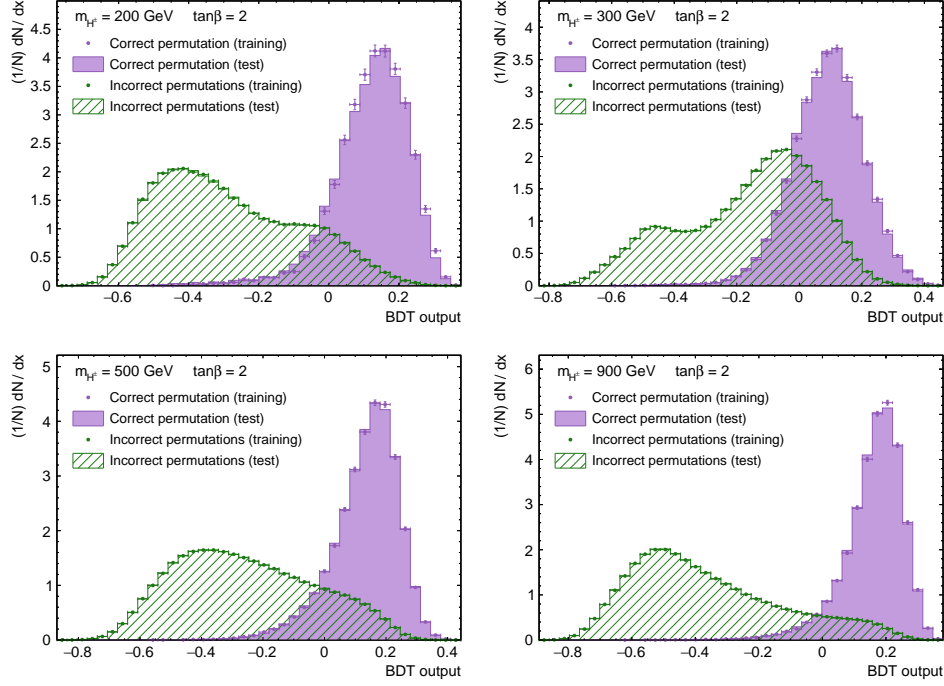 m_H± = 200 GeV tanβ = 2
Correct permutation (training)
Correct permutation (test)
Incorrect permutations (training)
Incorrect permutations (test)
(1/N) dN / dx
4.5
4
3.5
3
2.5
2
1.5
1
0.5
0
−0.6 −0.4 −0.2 0 0.2
BDT output
m_H± = 300 GeV tanβ = 2
Correct permutation (training)
Correct permutation (test)
Incorrect permutations (training)
Incorrect permutations (test)
(1/N) dN / dx
4
3.5
3
2.5
2
1.5
1
0.5
0
−0.8 −0.6 −0.4 −0.2 0 0.2 0.4
BDT output
m_H± = 500 GeV tanβ = 2
Correct permutation (training)
Correct permutation (test)
Incorrect permutations (training)
Incorrect permutations (test)
(1/N) dN / dx
5
4
3
2
1
0
−0.8 −0.6 −0.4 −0.2 0 0.2 0.4
BDT output
m_H± = 900 GeV tanβ = 2
Correct permutation (training)
Correct permutation (test)
Incorrect permutations (training)
Incorrect permutations (test)
(1/N) dN / dx
6
5
4
3
2
1
0
−0.8 −0.6 −0.4 −0.2 0 0.2
BDT output